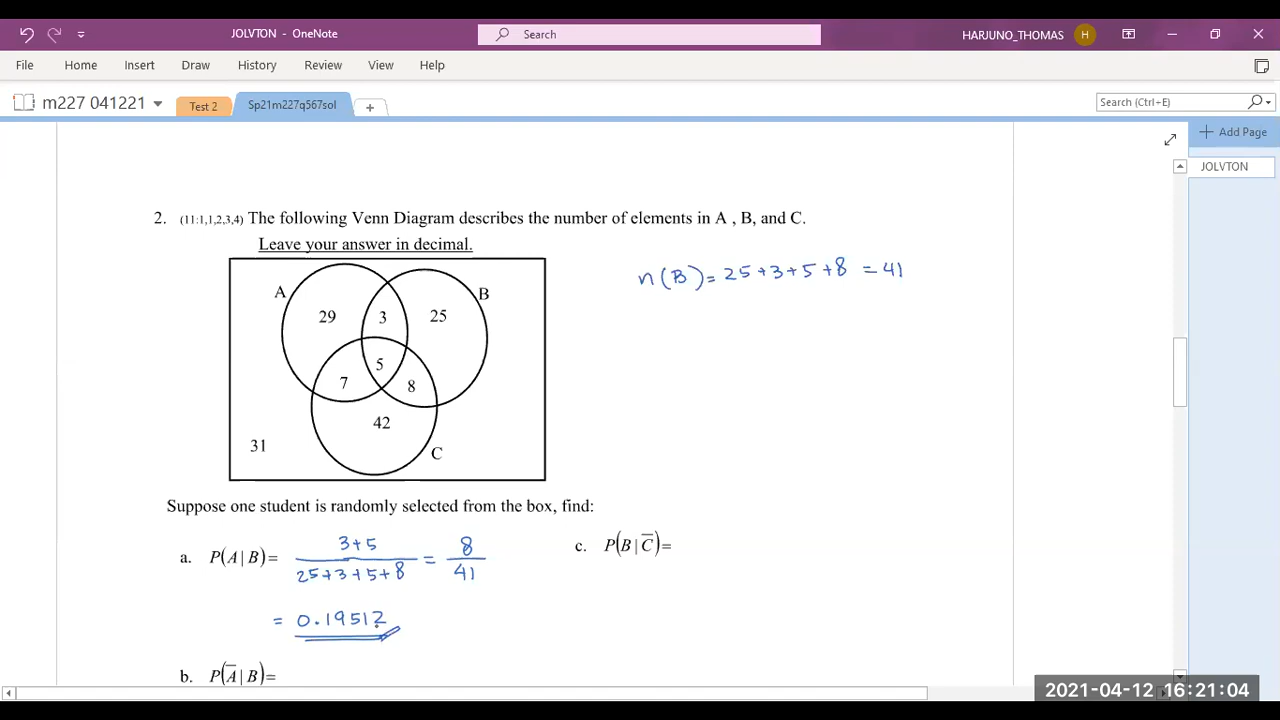 JOLVTON - OneNote
Search
HARJUNO_THOMAS
H
File Home Insert Draw History Review View Help
m227 041221
Test 2
Sp21m227q567sol
+
Search (Ctrl+E)
+ Add Page
JOLVTON
2. (11:1,1,2,3,4) The following Venn Diagram describes the number of elements in A , B, and C.
Leave your answer in decimal.
n(B) = 25+3+5+8 = 41
A
B
29
3
25
5
7
8
42
31
C
Suppose one student is randomly selected from the box, find:
a. P(A | B)= 3+5 / 25+3+5+8 = 8 / 41
= 0.19512
c. P(B | C̅)=
b. P(A̅ | B)=
2021-04-12 16:21:04